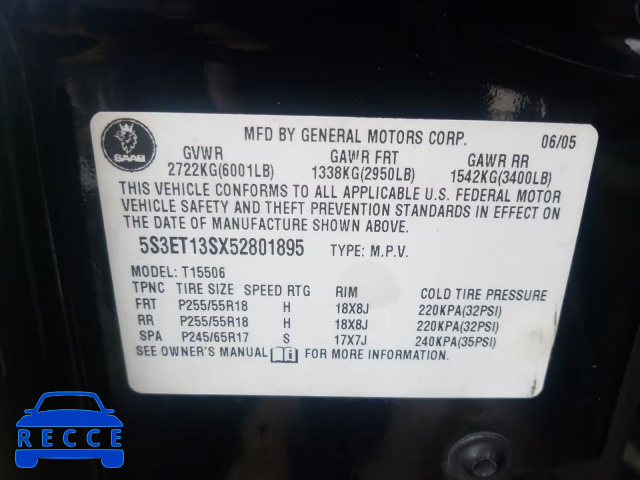 MFD BY GENERAL MOTORS CORP. 06/05
SAAB
GVWR GAWR FRT GAWR RR
2722KG(6001LB) 1338KG(2950LB) 1542KG(3400LB)
THIS VEHICLE CONFORMS TO ALL APPLICABLE U.S. FEDERAL MOTOR
VEHICLE SAFETY AND THEFT PREVENTION STANDARDS IN EFFECT ON
THE DATE OF MANUFACTURE SHOWN ABOVE.
5S3ET13SX52801895 TYPE: M.P.V.
MODEL: T15506
TPNC TIRE SIZE SPEED RTG RIM COLD TIRE PRESSURE
FRT P255/55R18 H 18X8J 220KPA(32PSI)
RR P255/55R18 H 18X8J 220KPA(32PSI)
SPA P245/65R17 S 17X7J 240KPA(35PSI)
SEE OWNER'S MANUAL FOR MORE INFORMATION.
RECCE